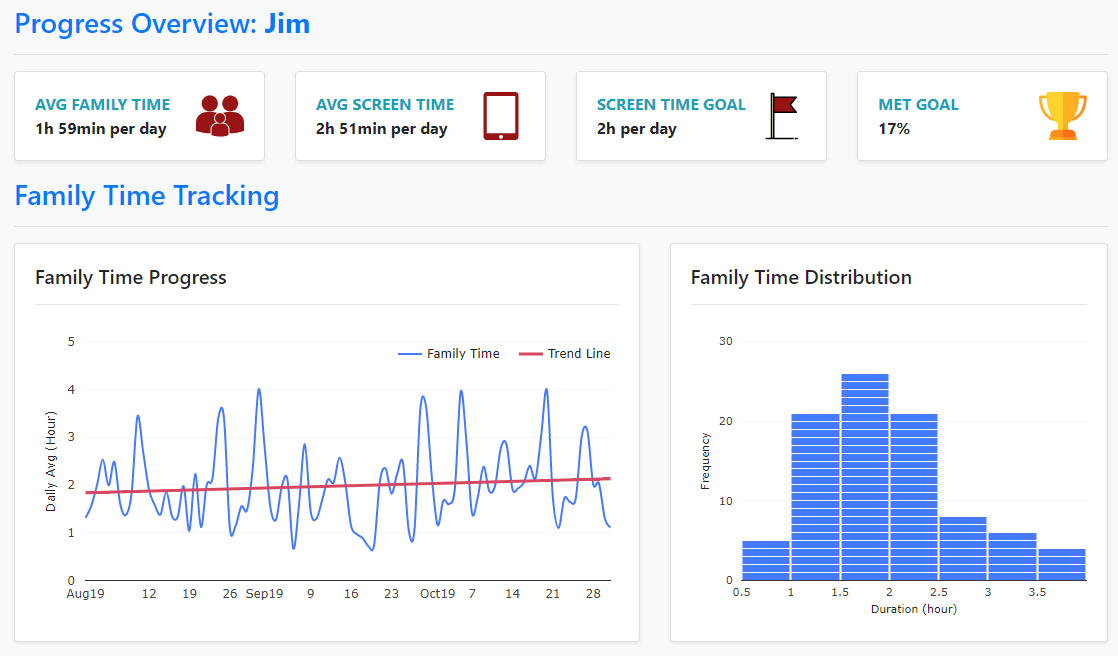 Progress Overview: Jim
AVG FAMILY TIME
1h 59min per day
AVG SCREEN TIME
2h 51min per day
SCREEN TIME GOAL
2h per day
MET GOAL
17%
Family Time Tracking
Family Time Progress
Family Time
Trend Line
Daily Avg (Hour)
5
4
3
2
1
0
Aug19 12 19 26 Sep19 9 16 23 Oct19 7 14 21 28
Family Time Distribution
Frequency
30
20
10
0
0.5 1 1.5 2 2.5 3 3.5
Duration (hour)